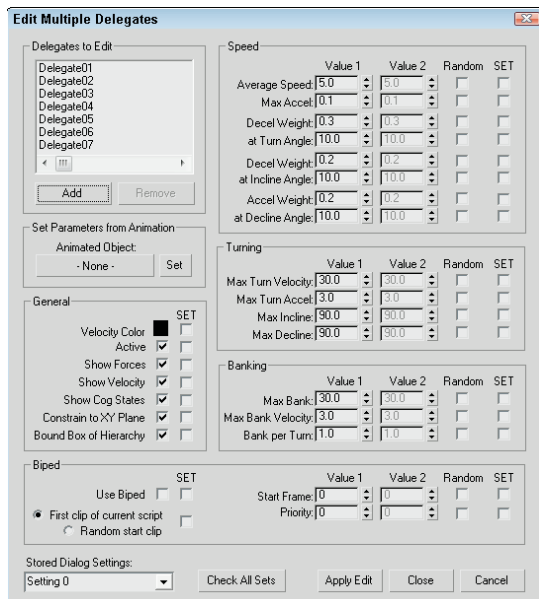 Edit Multiple Delegates
Delegates to Edit
Delegate01
Delegate02
Delegate03
Delegate04
Delegate05
Delegate06
Delegate07
Add Remove
Set Parameters from Animation
Animated Object:
- None - Set
General
SET
Velocity Color
Active
Show Forces
Show Velocity
Show Cog States
Constrain to XY Plane
Bound Box of Hierarchy
Speed
Value 1 Value 2 Random SET
Average Speed: 5.0 5.0
Max Accel: 0.1 0.1
Decel Weight: 0.3 0.3
at Turn Angle: 10.0 10.0
Decel Weight: 0.2 0.2
at Incline Angle: 10.0 10.0
Accel Weight: 0.2 0.2
at Decline Angle: 10.0 10.0
Turning
Value 1 Value 2 Random SET
Max Turn Velocity: 30.0 30.0
Max Turn Accel: 3.0 3.0
Max Incline: 90.0 90.0
Max Decline: 90.0 90.0
Banking
Value 1 Value 2 Random SET
Max Bank: 30.0 30.0
Max Bank Velocity: 3.0 3.0
Bank per Turn: 1.0 1.0
Biped
SET
Use Biped
First clip of current script
Random start clip
Value 1 Value 2 Random SET
Start Frame: 0 0
Priority: 0 0
Stored Dialog Settings:
Setting 0 Check All Sets Apply Edit Close Cancel